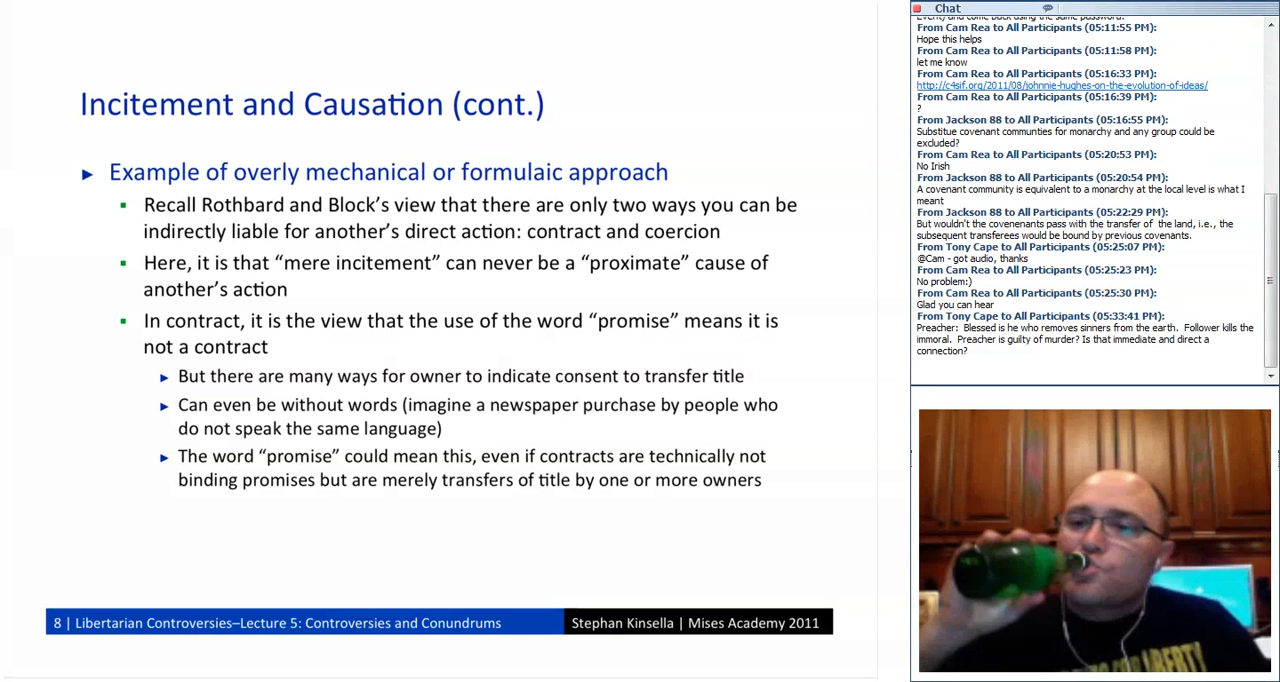 Incitement and Causation (cont.)
► Example of overly mechanical or formulaic approach
▪ Recall Rothbard and Block’s view that there are only two ways you can be
indirectly liable for another’s direct action: contract and coercion
▪ Here, it is that “mere incitement” can never be a “proximate” cause of
another’s action
▪ In contract, it is the view that the use of the word “promise” means it is
not a contract
► But there are many ways for owner to indicate consent to transfer title
► Can even be without words (imagine a newspaper purchase by people who
do not speak the same language)
► The word “promise” could mean this, even if contracts are technically not
binding promises but are merely transfers of title by one or more owners
8 | Libertarian Controversies–Lecture 5: Controversies and Conundrums
Stephan Kinsella | Mises Academy 2011
Chat
Event) and come back using the same password.
From Cam Rea to All Participants (05:11:55 PM):
Hope this helps
From Cam Rea to All Participants (05:11:58 PM):
let me know
From Cam Rea to All Participants (05:16:33 PM):
http://c4sif.org/2011/08/johnnie-hughes-on-the-evolution-of-ideas/
From Cam Rea to All Participants (05:16:39 PM):
?
From Jackson 88 to All Participants (05:16:55 PM):
Substitue covenant communties for monarchy and any group could be
excluded?
From Cam Rea to All Participants (05:20:53 PM):
No Irish
From Jackson 88 to All Participants (05:20:54 PM):
A covenant community is equivalent to a monarchy at the local level is what I
meant
From Jackson 88 to All Participants (05:22:29 PM):
But wouldn't the covenenants pass with the transfer of the land, i.e., the
subsequent transferees would be bound by previous convenants.
From Tony Cape to All Participants (05:25:07 PM):
@Cam - got audio, thanks
From Cam Rea to All Participants (05:25:23 PM):
No problem:)
From Cam Rea to All Participants (05:25:30 PM):
Glad you can hear
From Tony Cape to All Participants (05:33:41 PM):
Preacher: Blessed is he who removes sinners from the earth. Follower kills the
immoral. Preacher is guilty of murder? Is that immediate and direct a
connection?